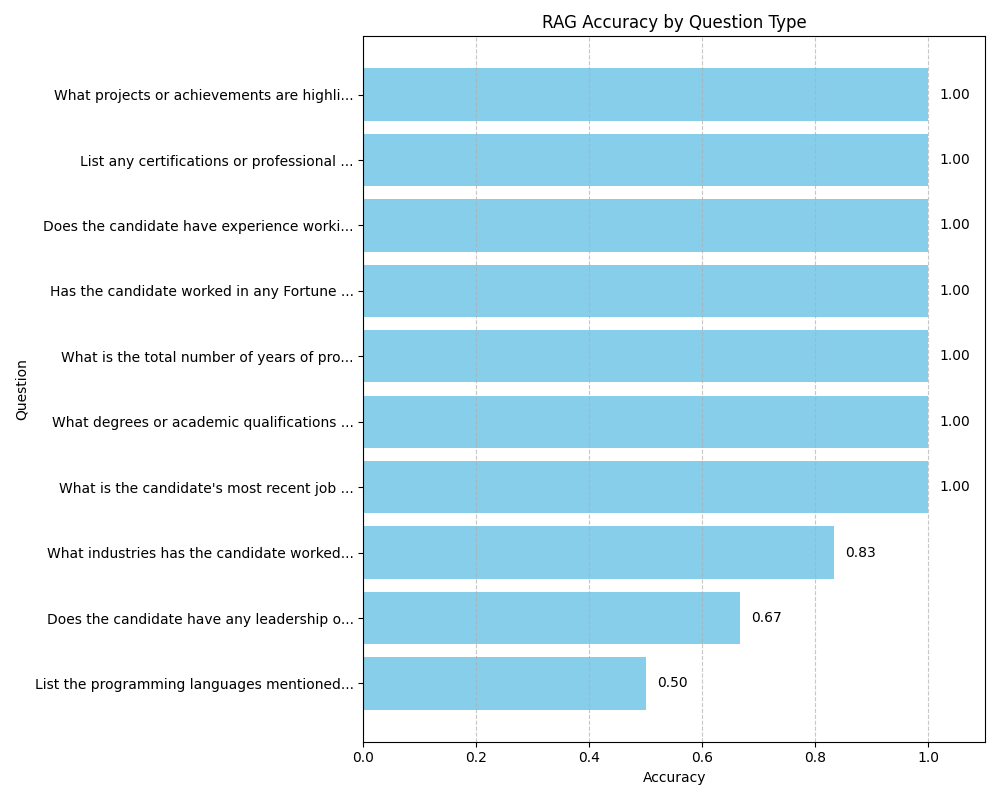 RAG Accuracy by Question Type
What projects or achievements are highli...
1.00
List any certifications or professional ...
1.00
Does the candidate have experience worki...
1.00
Has the candidate worked in any Fortune ...
1.00
What is the total number of years of pro...
1.00
What degrees or academic qualifications ...
1.00
What is the candidate's most recent job ...
1.00
What industries has the candidate worked...
0.83
Does the candidate have any leadership o...
0.67
List the programming languages mentioned...
0.50
Question
0.0 0.2 0.4 0.6 0.8 1.0
Accuracy